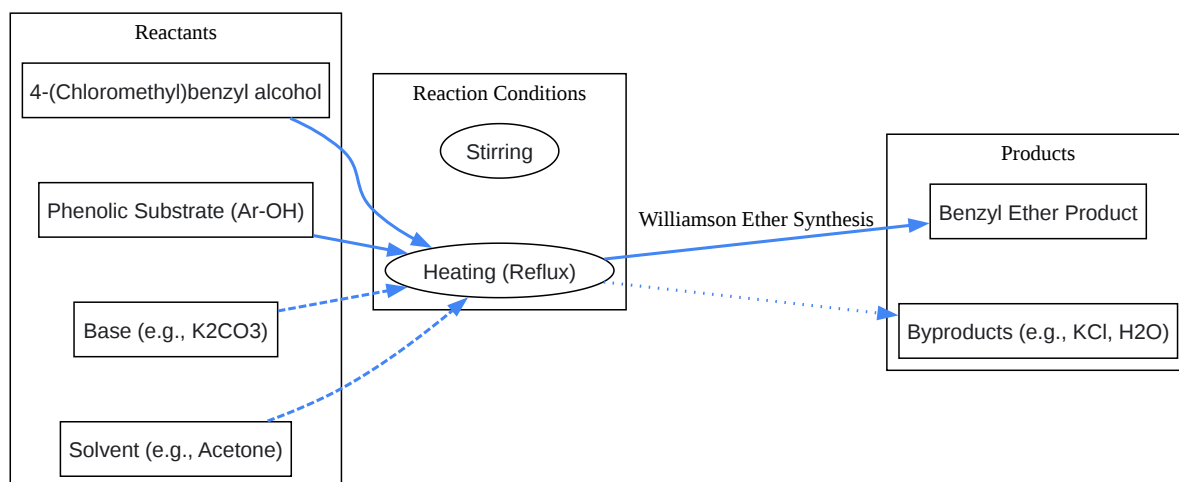 Reactants
4-(Chloromethyl)benzyl alcohol
Phenolic Substrate (Ar-OH)
Base (e.g., K2CO3)
Solvent (e.g., Acetone)
Reaction Conditions
Stirring
Heating (Reflux)
Williamson Ether Synthesis
Products
Benzyl Ether Product
Byproducts (e.g., KCl, H2O)